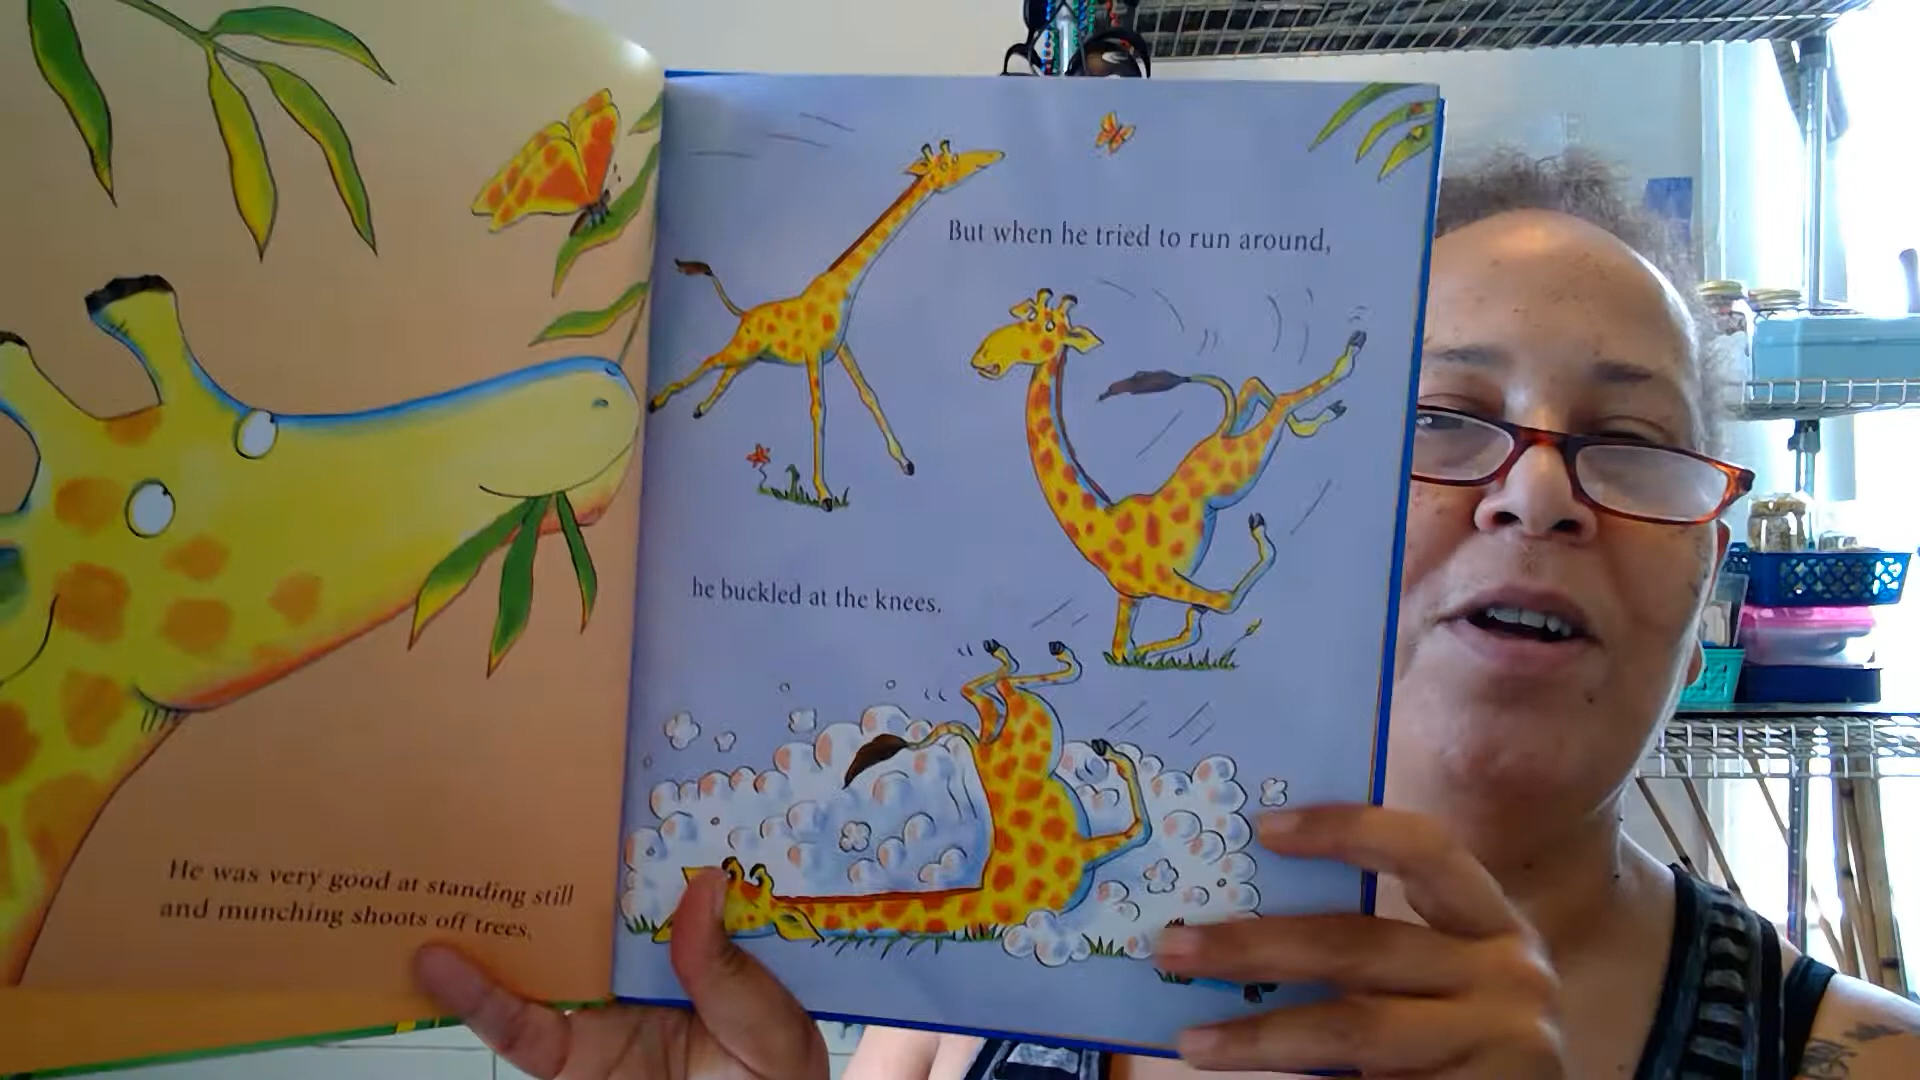 He was very good at standing still
and munching shoots off trees.
But when he tried to run around,
he buckled at the knees.